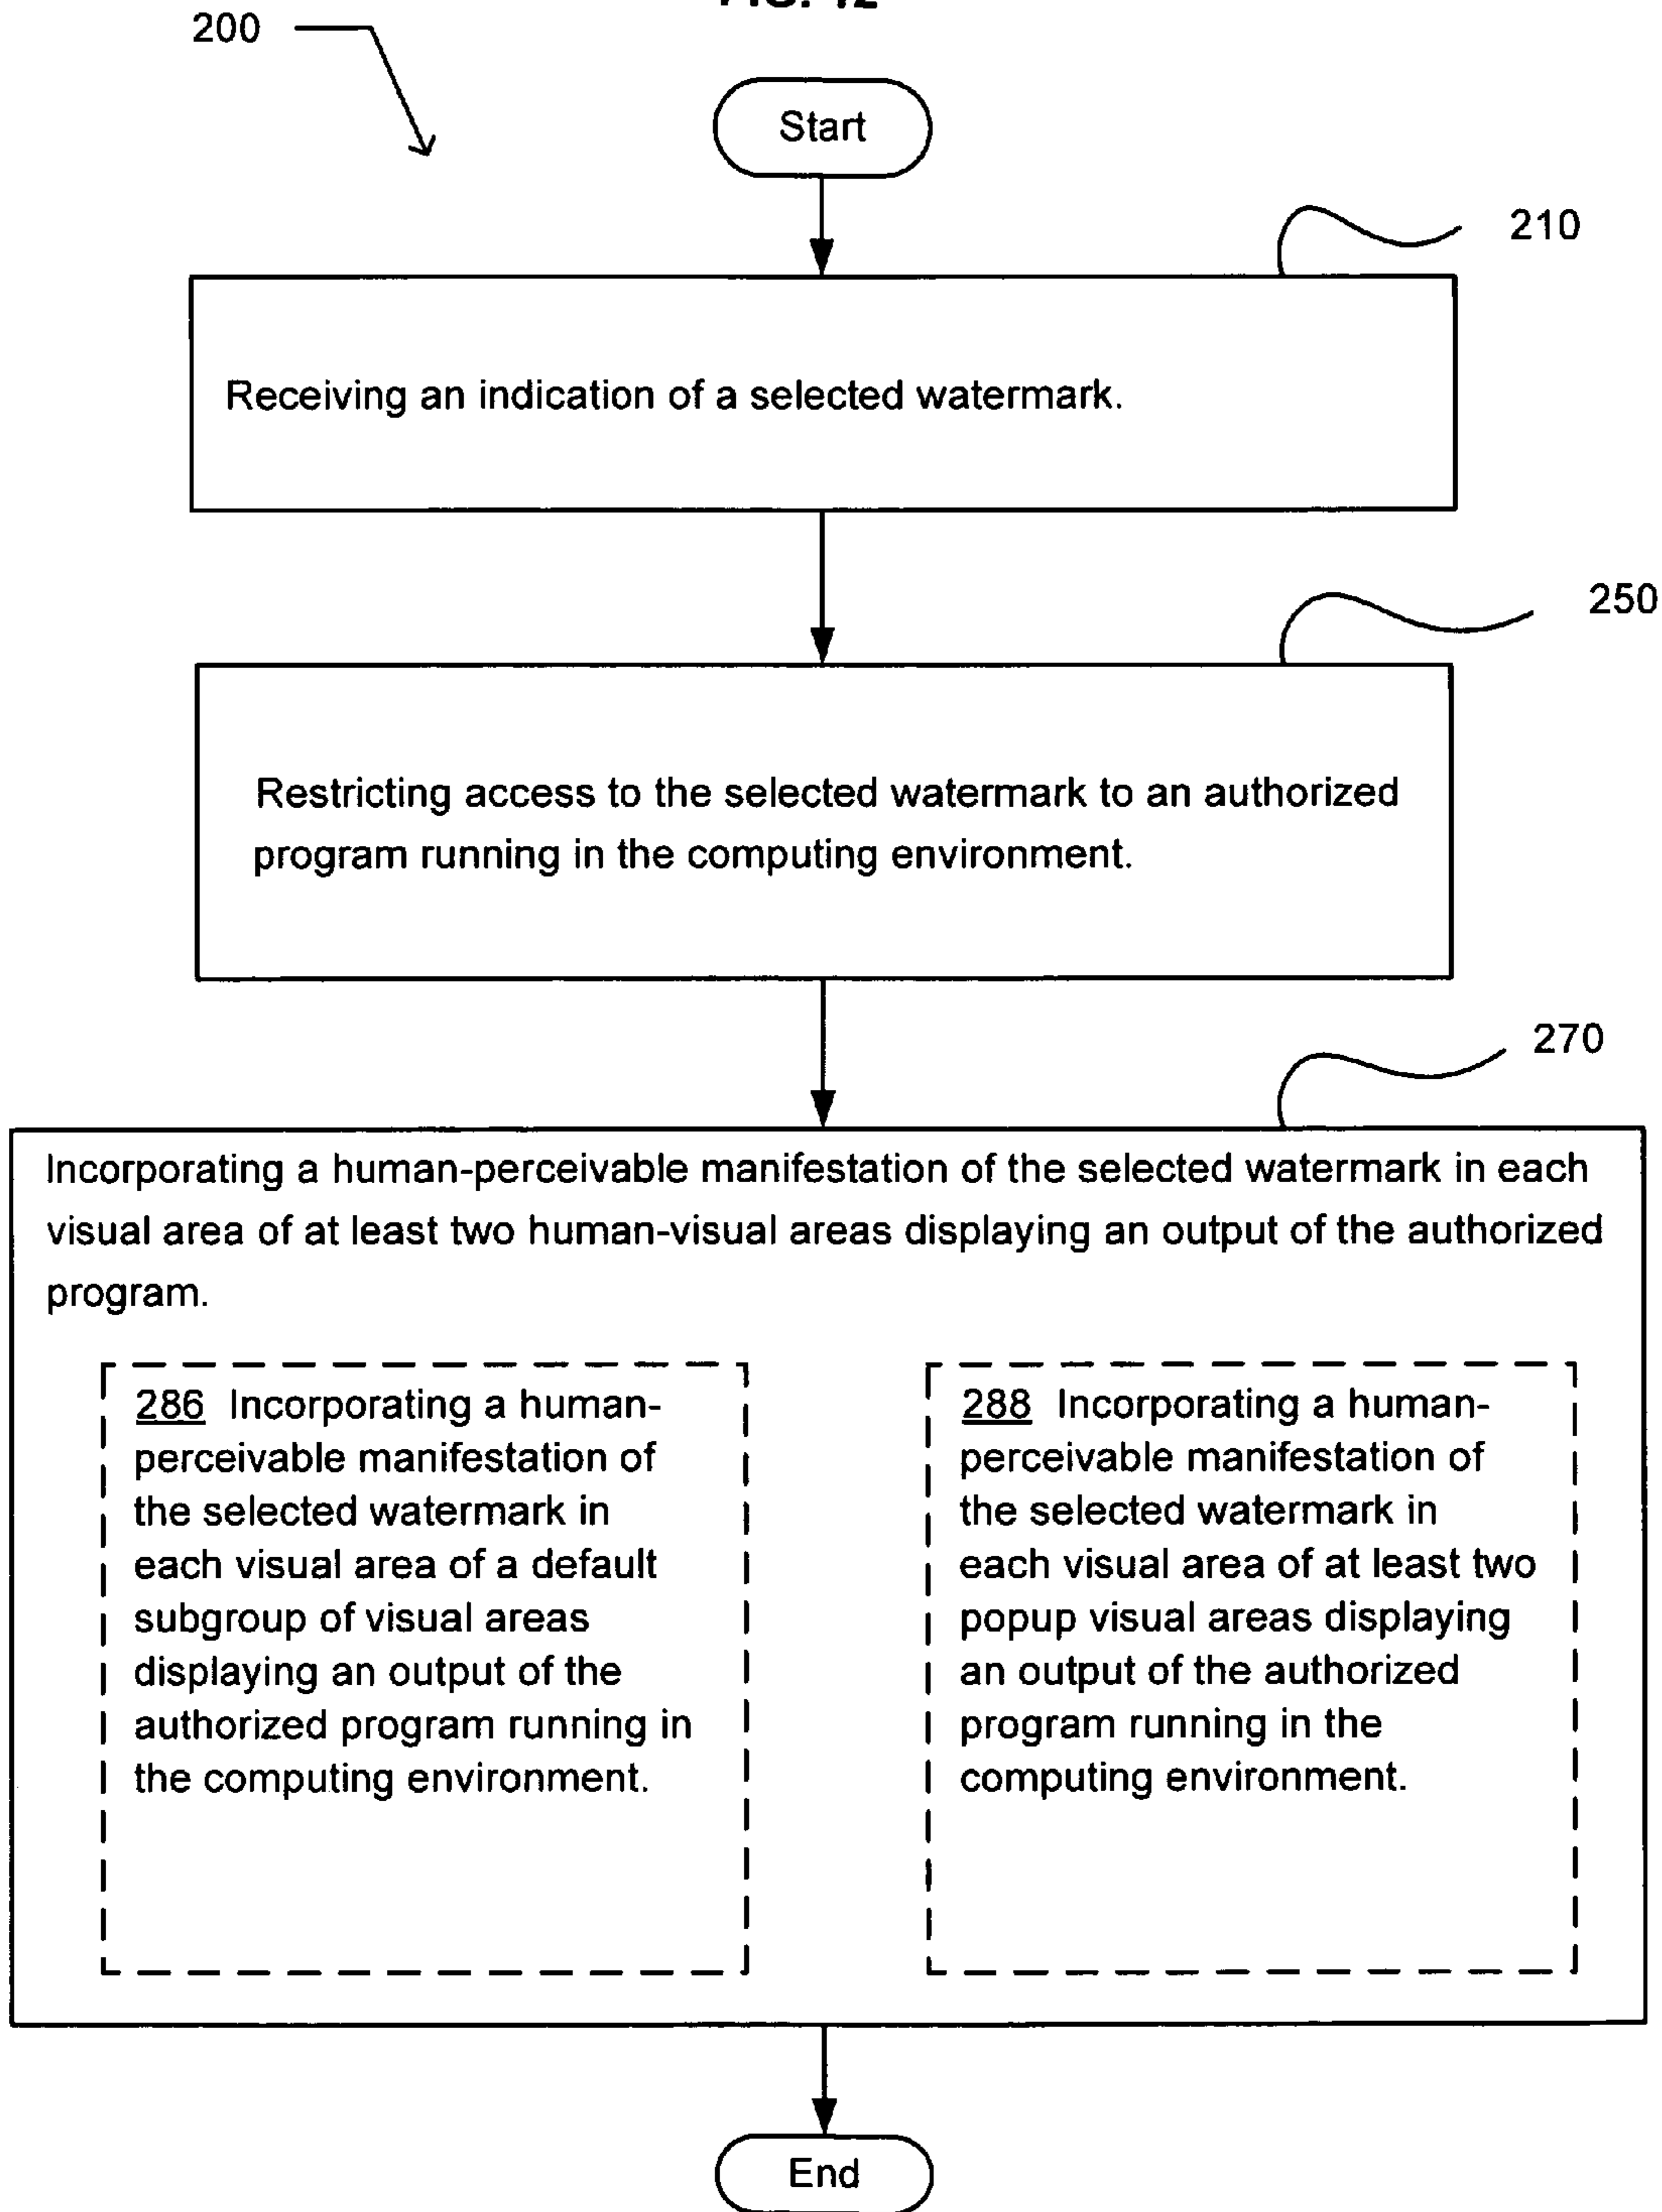 FIG. 12
200
Start
210
Receiving an indication of a selected watermark.
250
Restricting access to the selected watermark to an authorized
program running in the computing environment.
270
Incorporating a human-perceivable manifestation of the selected watermark in each
visual area of at least two human-visual areas displaying an output of the authorized
program.
286 Incorporating a human-
perceivable manifestation of
the selected watermark in
each visual area of a default
subgroup of visual areas
displaying an output of the
authorized program running in
the computing environment.
288 Incorporating a human-
perceivable manifestation of
the selected watermark in
each visual area of at least two
popup visual areas displaying
an output of the authorized
program running in the
computing environment.
End